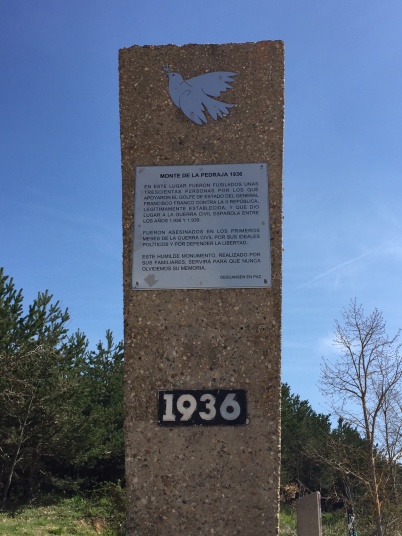 MONTE DE LA PEDRAJA 1936
EN ESTE LUGAR FUERON FUSILADOS UNAS
TRESCIENTAS PERSONAS POR LOS QUE
APOYARON EL GOLPE DE ESTADO DEL GENERAL
FRANCISCO FRANCO CONTRA LA II REPÚBLICA,
LEGÍTIMAMENTE ESTABLECIDA, Y QUE DIO
LUGAR A LA GUERRA CIVIL ESPAÑOLA ENTRE
LOS AÑOS 1.936 Y 1.939.
FUERON ASESINADOS EN LOS PRIMEROS
MESES DE LA GUERRA CIVIL POR SUS IDEALES
POLÍTICOS Y POR DEFENDER LA LIBERTAD.
ESTE HUMILDE MONUMENTO, REALIZADO POR
SUS FAMILIARES, SERVIRÁ PARA QUE NUNCA
OLVIDEMOS SU MEMORIA.
DESCANSEN EN PAZ
1936